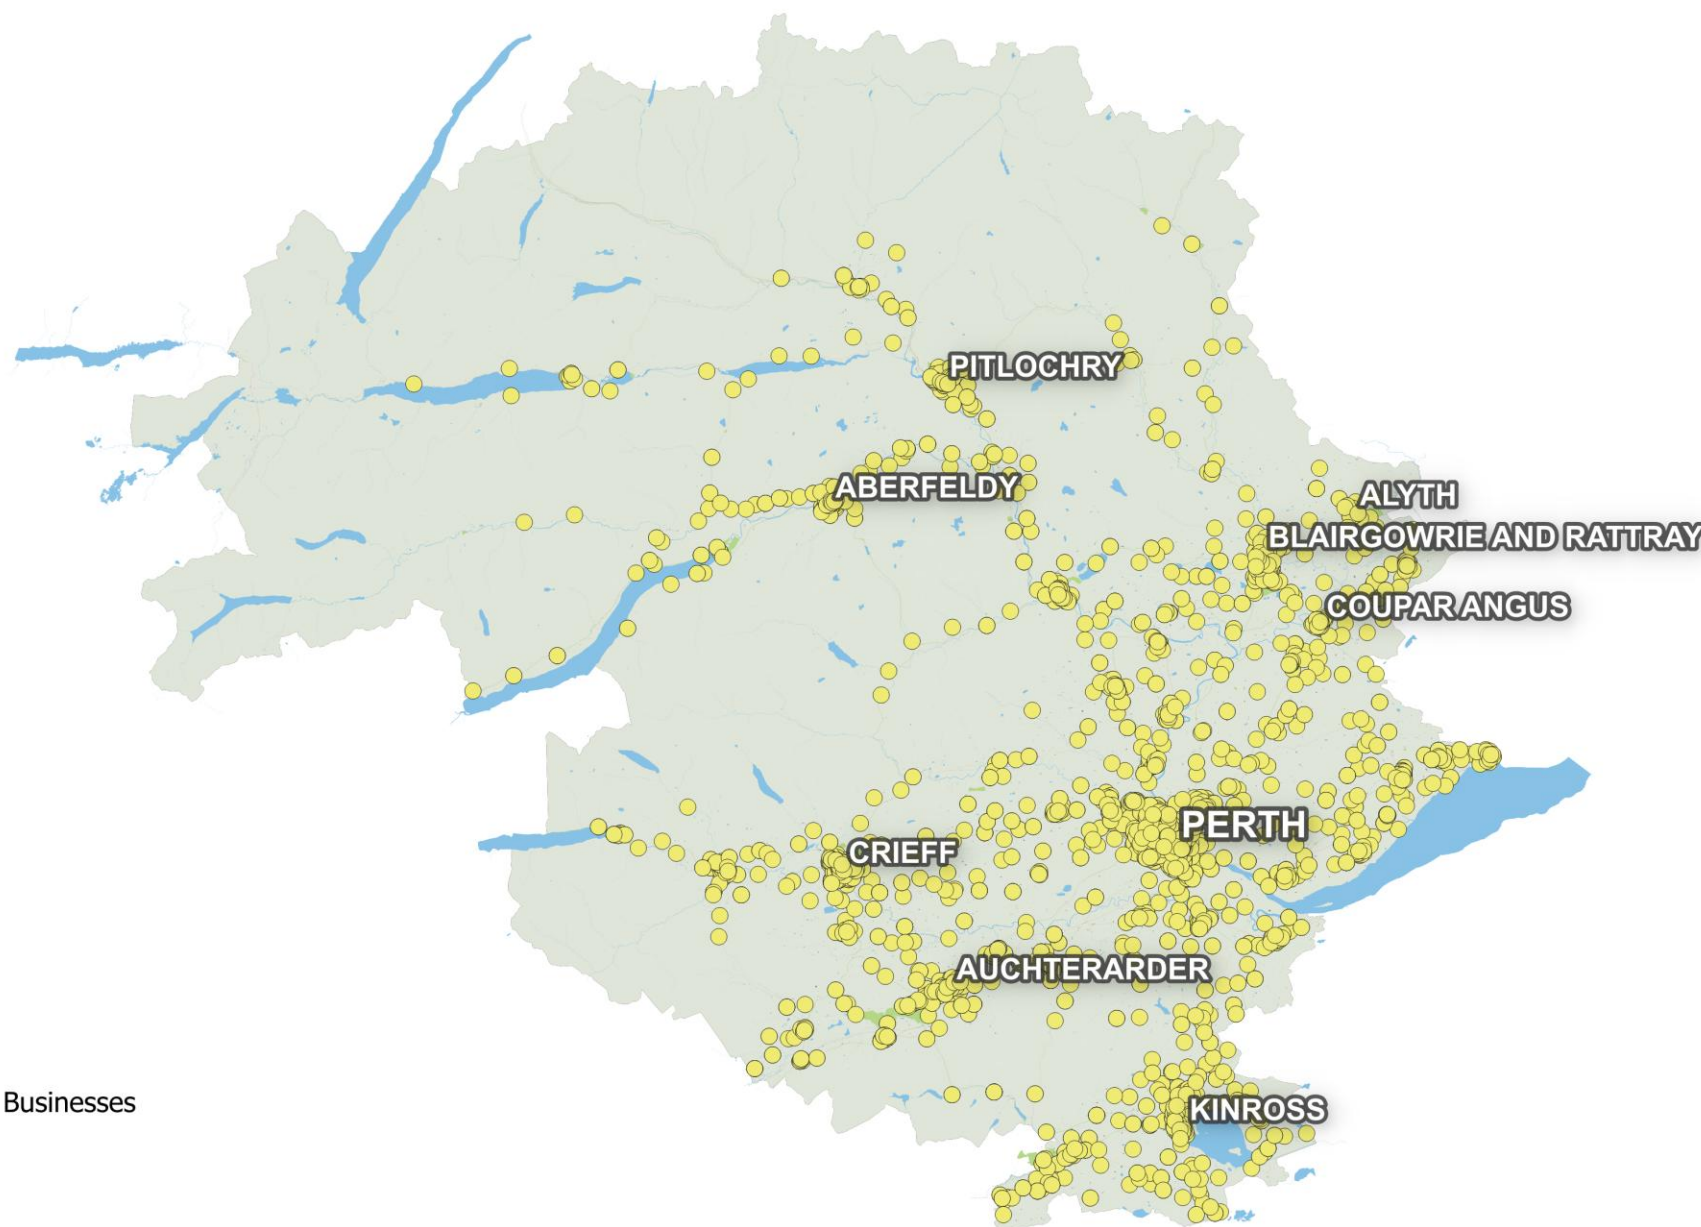 PITLOCHRY
ABERFELDY
ALYTH
BLAIRGOWRIE AND RATTRAY
COUPAR ANGUS
PERTH
CRIEFF
AUCHTERARDER
Businesses
KINROSS